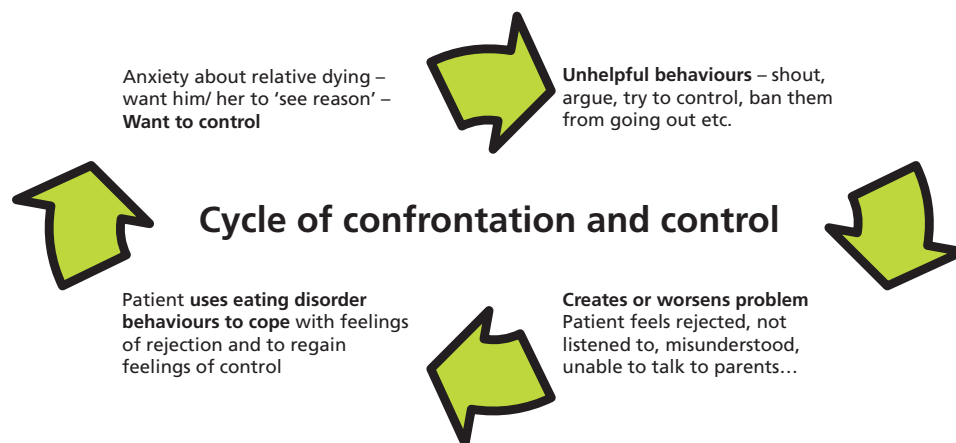 Anxiety about relative dying –
want him/ her to ‘see reason’ –
Want to control
Unhelpful behaviours – shout,
argue, try to control, ban them
from going out etc.
Cycle of confrontation and control
Patient uses eating disorder
behaviours to cope with feelings
of rejection and to regain
feelings of control
Creates or worsens problem
Patient feels rejected, not
listened to, misunderstood,
unable to talk to parents…